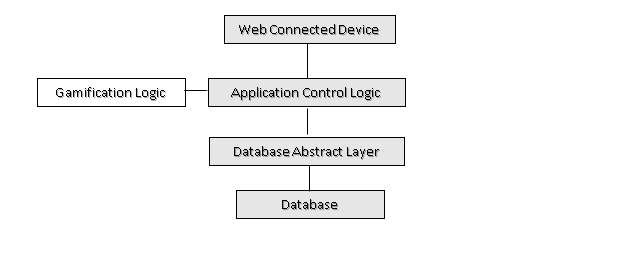 Web Connected Device
Gamification Logic
Application Control Logic
Database Abstract Layer
Database